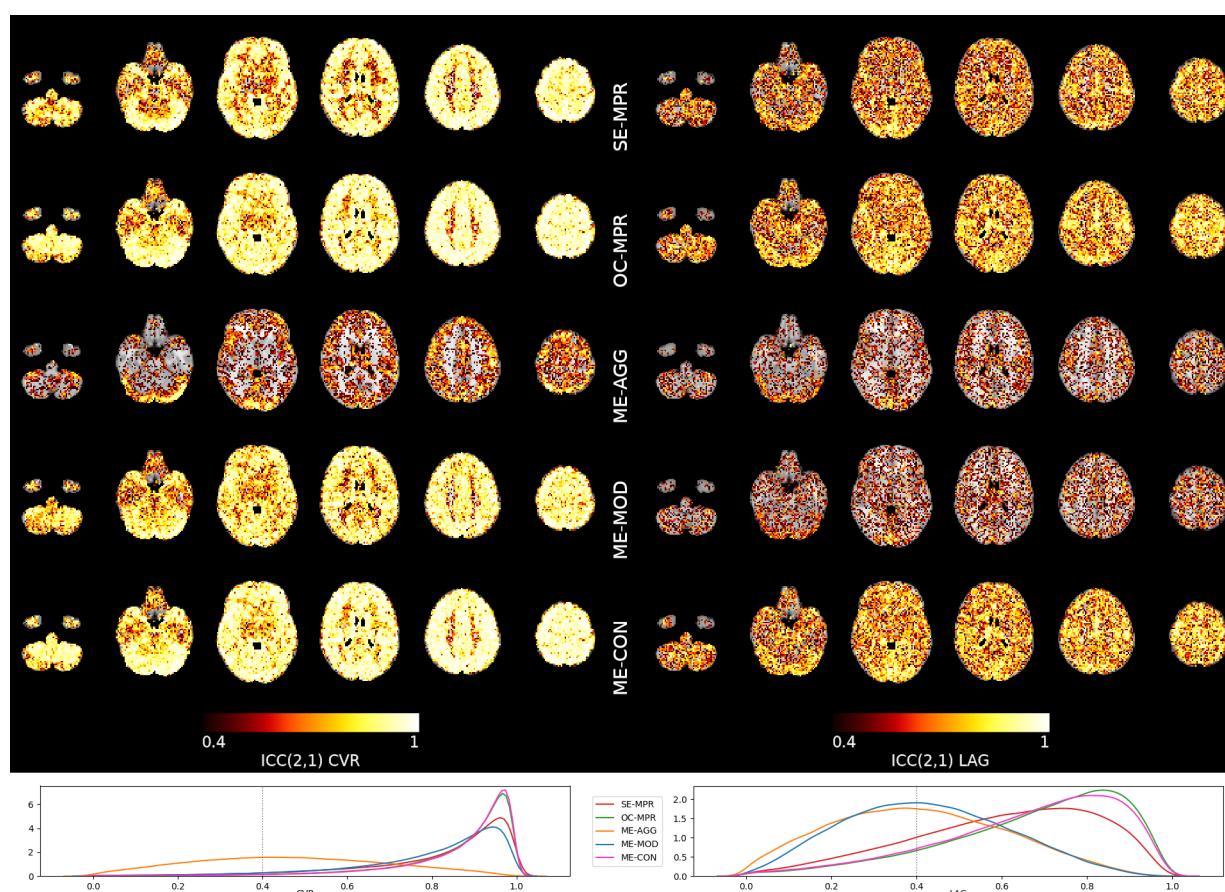 SE-MPR
OC-MPR
ME-AGG
ME-MOD
ME-CON
0.4 1
ICC(2,1) CVR
0.4 1
ICC(2,1) LAG
6
4
2
0
0.0 0.2 0.4 0.6 0.8 1.0
CVR
SE-MPR
OC-MPR
ME-AGG
ME-MOD
ME-CON
2.0
1.5
1.0
0.5
0.0
0.0 0.2 0.4 0.6 0.8 1.0
LAG